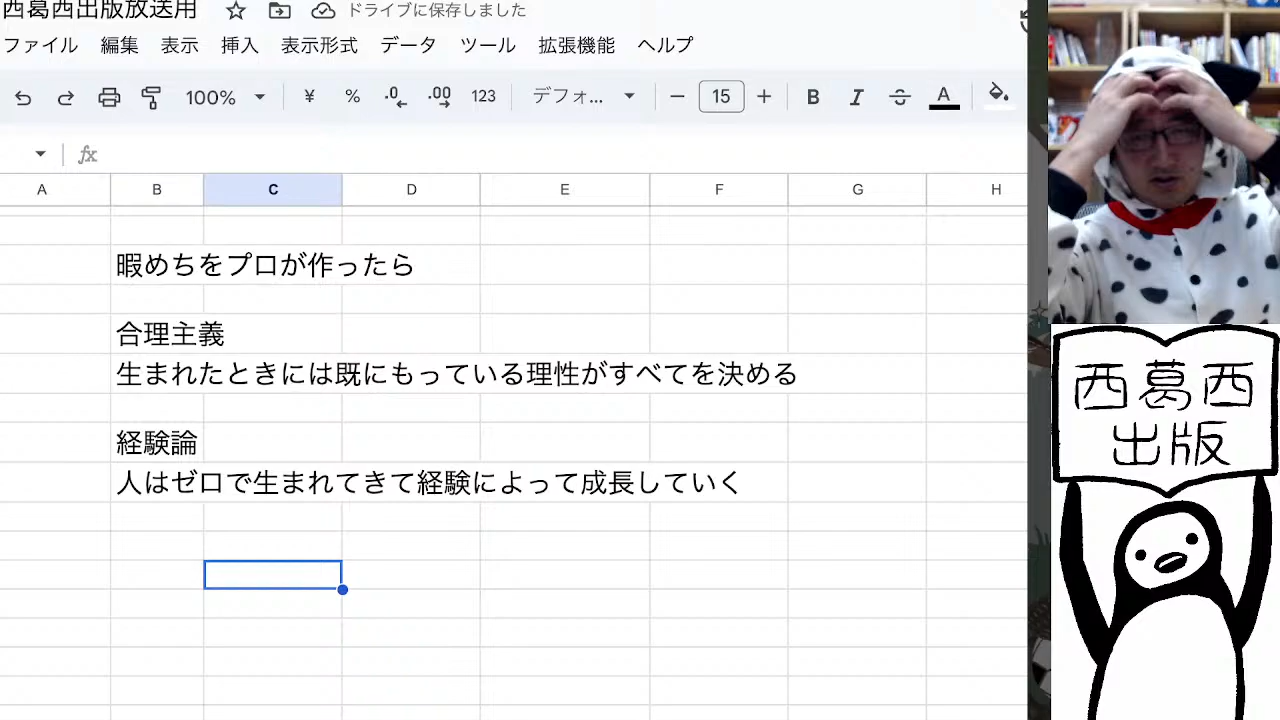 西葛西出版放送用
ドライブに保存しました
ファイル 編集 表示 挿入 表示形式 データ ツール 拡張機能 ヘルプ
100% ¥ % .0 .00 123 デフォ... 15 B I A
fx
A B C D E F G H
暇めちをプロが作ったら
合理主義
生まれたときには既にもっている理性がすべてを決める
経験論
人はゼロで生まれてきて経験によって成長していく
西葛西
出版